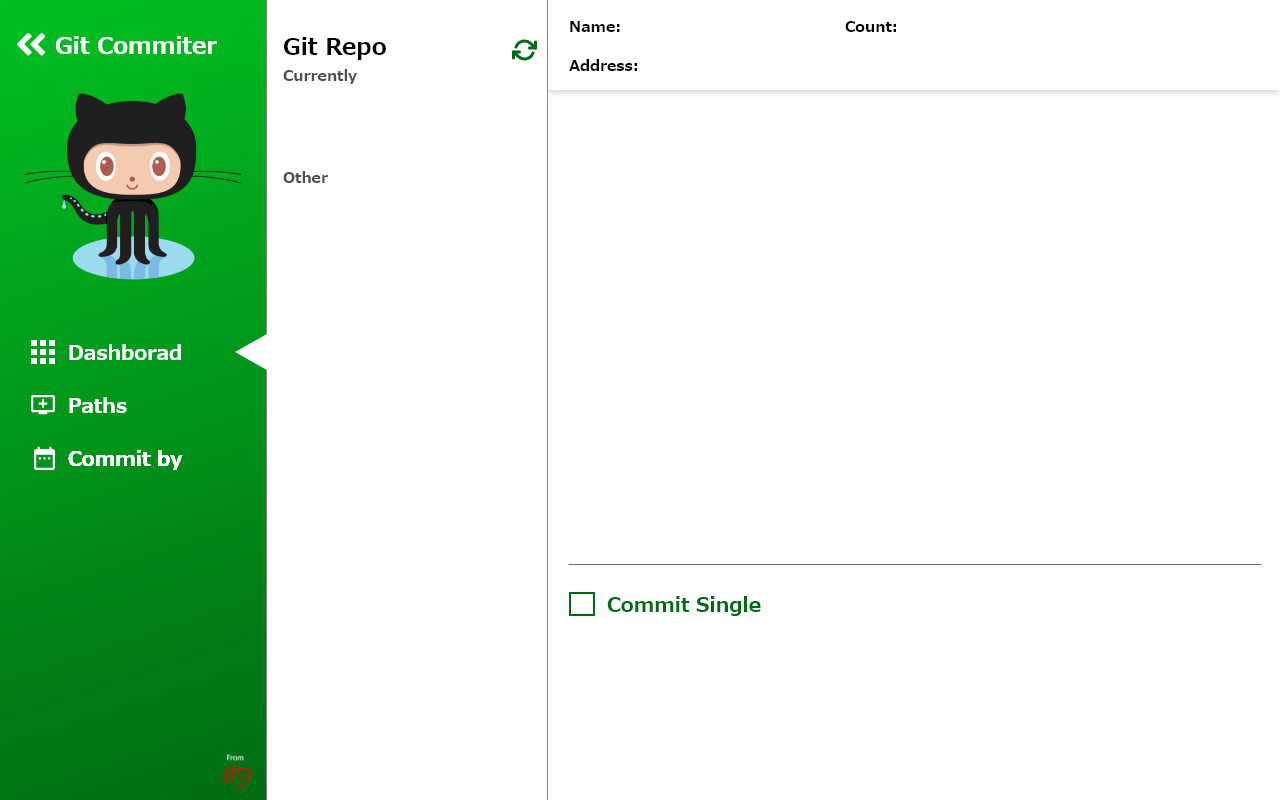 Git Commiter
Dashborad
Paths
Commit by
From
Git Repo
Currently
Other
Name:
Count:
Address:
Commit Single